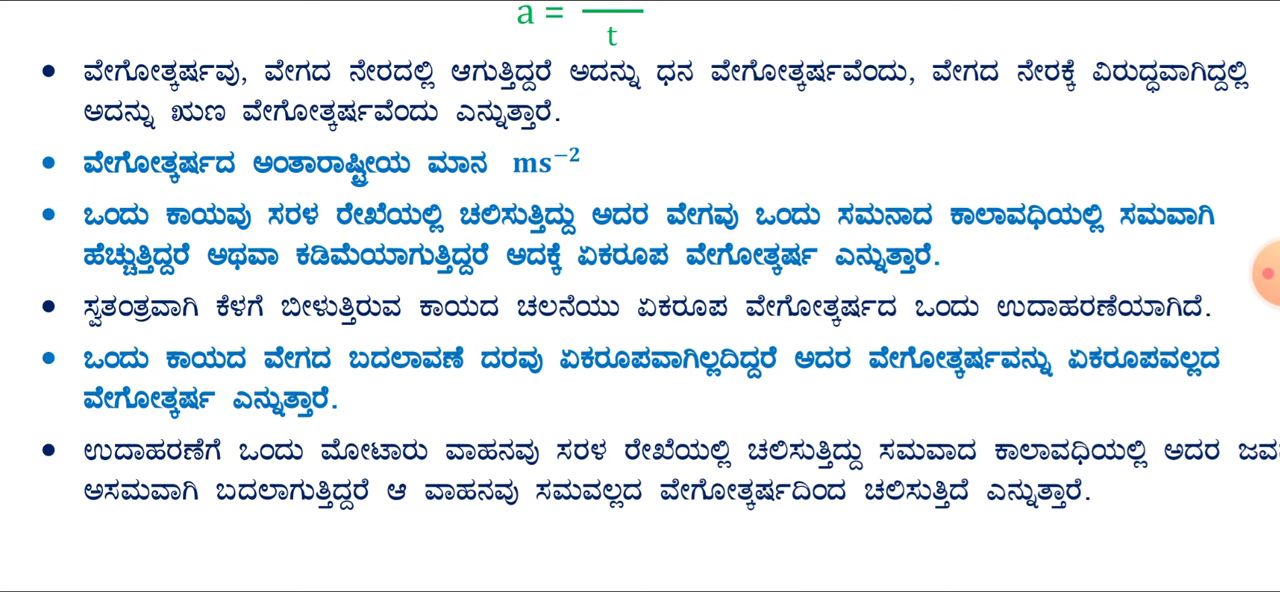 a =
t
• ವೇಗೋತ್ಕರ್ಷವು, ವೇಗದ ನೇರದಲ್ಲಿ ಆಗುತ್ತಿದ್ದರೆ ಅದನ್ನು ಧನ ವೇಗೋತ್ಕರ್ಷವೆಂದು, ವೇಗದ ನೇರಕ್ಕೆ ವಿರುದ್ಧವಾಗಿದ್ದಲ್ಲಿ
ಅದನ್ನು ಋಣ ವೇಗೋತ್ಕರ್ಷವೆಂದು ಎನ್ನುತ್ತಾರೆ.
• ವೇಗೋತ್ಕರ್ಷದ ಅಂತಾರಾಷ್ಟ್ರೀಯ ಮಾನ ms⁻²
• ಒಂದು ಕಾಯವು ಸರಳ ರೇಖೆಯಲ್ಲಿ ಚಲಿಸುತ್ತಿದ್ದು ಅದರ ವೇಗವು ಒಂದು ಸಮನಾದ ಕಾಲಾವಧಿಯಲ್ಲಿ ಸಮವಾಗಿ
ಹೆಚ್ಚುತ್ತಿದ್ದರೆ ಅಥವಾ ಕಡಿಮೆಯಾಗುತ್ತಿದ್ದರೆ ಅದಕ್ಕೆ ಏಕರೂಪ ವೇಗೋತ್ಕರ್ಷ ಎನ್ನುತ್ತಾರೆ.
• ಸ್ವತಂತ್ರವಾಗಿ ಕೆಳಗೆ ಬೀಳುತ್ತಿರುವ ಕಾಯದ ಚಲನೆಯು ಏಕರೂಪ ವೇಗೋತ್ಕರ್ಷದ ಒಂದು ಉದಾಹರಣೆಯಾಗಿದೆ.
• ಒಂದು ಕಾಯದ ವೇಗದ ಬದಲಾವಣೆ ದರವು ಏಕರೂಪವಾಗಿಲ್ಲದಿದ್ದರೆ ಅದರ ವೇಗೋತ್ಕರ್ಷವನ್ನು ಏಕರೂಪವಲ್ಲದ
ವೇಗೋತ್ಕರ್ಷ ಎನ್ನುತ್ತಾರೆ.
• ಉದಾಹರಣೆಗೆ ಒಂದು ಮೋಟಾರು ವಾಹನವು ಸರಳ ರೇಖೆಯಲ್ಲಿ ಚಲಿಸುತ್ತಿದ್ದು ಸಮವಾದ ಕಾಲಾವಧಿಯಲ್ಲಿ ಅದರ
ಅಸಮವಾಗಿ ಬದಲಾಗುತ್ತಿದ್ದರೆ ಆ ವಾಹನವು ಸಮವಲ್ಲದ ವೇಗೋತ್ಕರ್ಷದಿಂದ ಚಲಿಸುತ್ತಿದೆ ಎನ್ನುತ್ತಾರೆ.